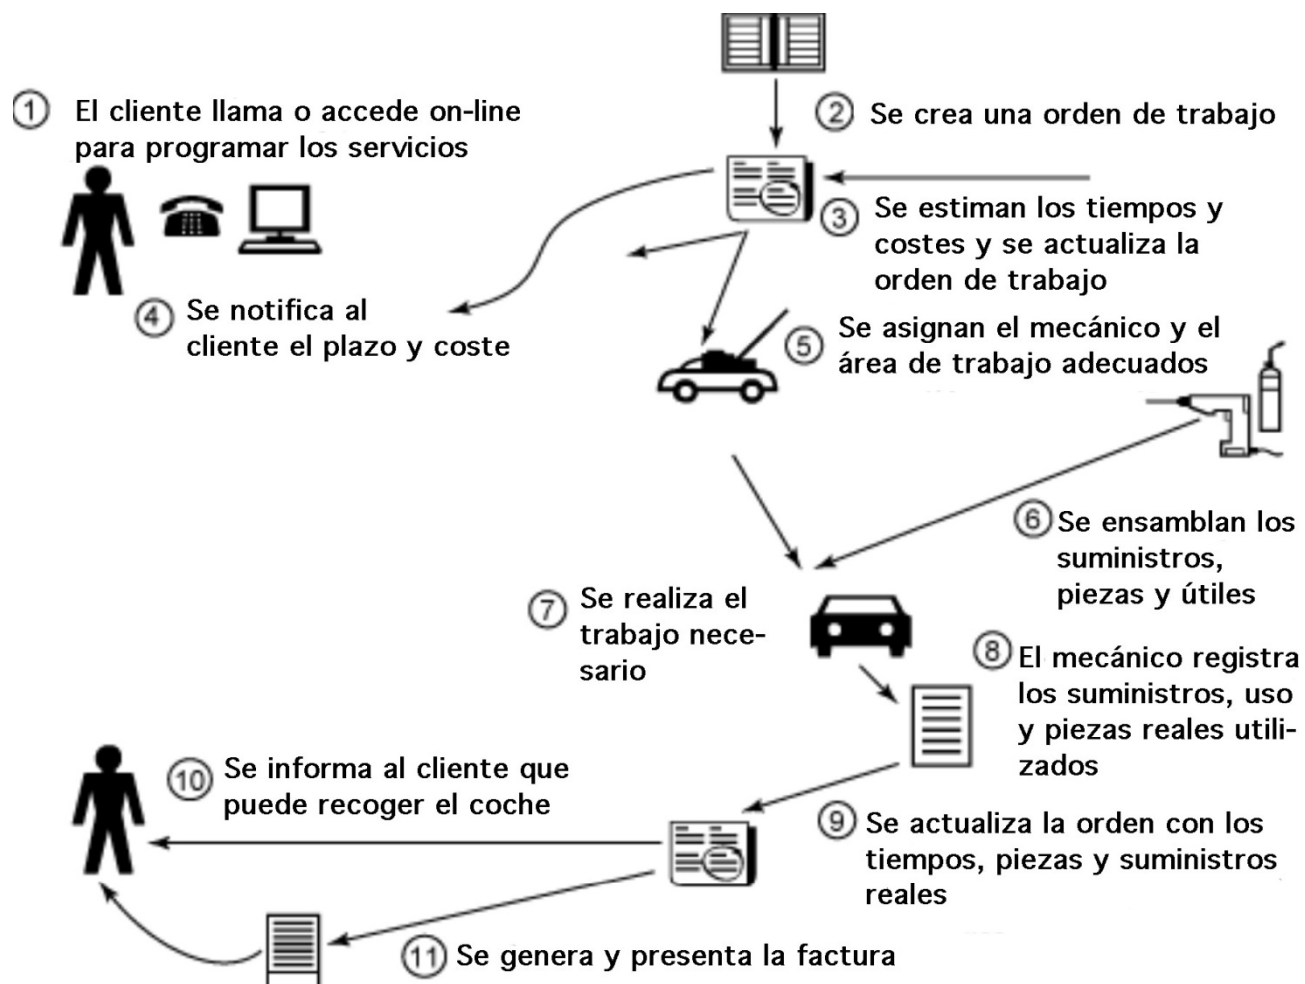 1 El cliente llama o accede on-line
para programar los servicios
2 Se crea una orden de trabajo
3 Se estiman los tiempos y
costes y se actualiza la
orden de trabajo
4 Se notifica al
cliente el plazo y coste
5 Se asignan el mecánico y el
área de trabajo adecuados
6 Se ensamblan los
suministros,
piezas y útiles
7 Se realiza el
trabajo nece-
sario
8 El mecánico registra
los suministros, uso
y piezas reales utili-
zados
9 Se actualiza la orden con los
tiempos, piezas y suministros
reales
10 Se informa al cliente que
puede recoger el coche
11 Se genera y presenta la factura